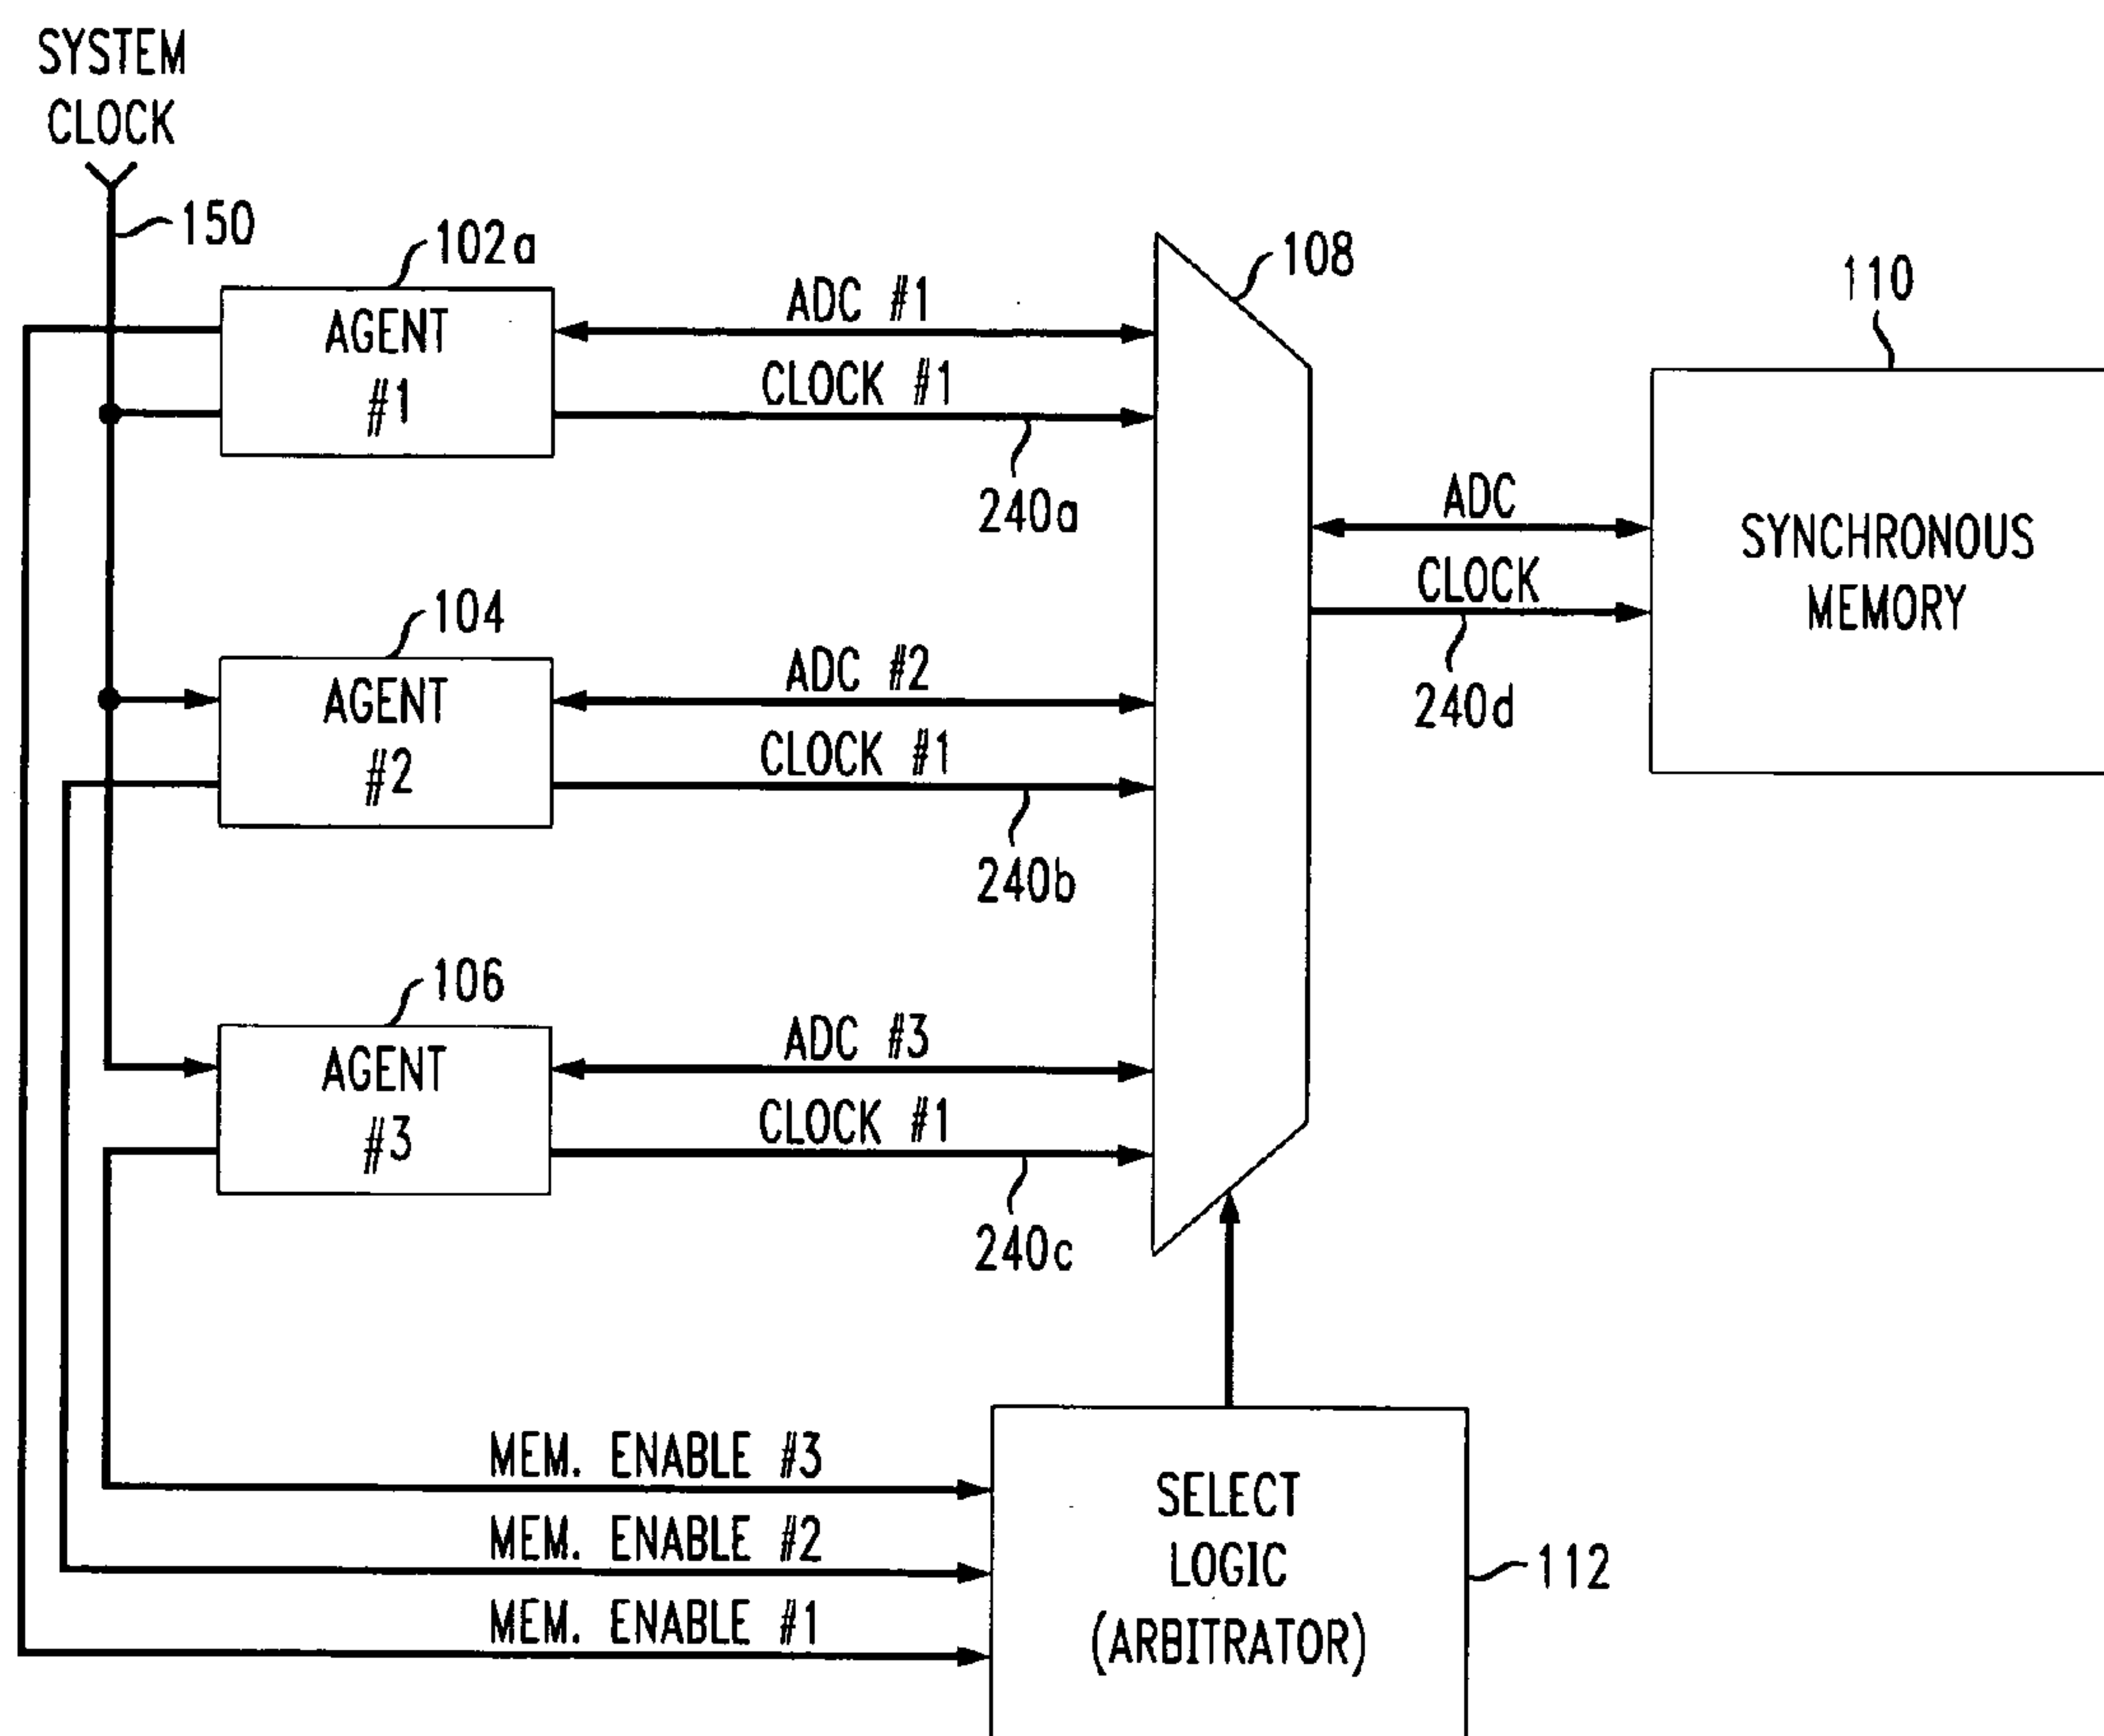 SYSTEM
CLOCK
150
102a
AGENT
#1
ADC #1
CLOCK #1
240a
108
110
ADC
CLOCK
240d
SYNCHRONOUS
MEMORY
104
AGENT
#2
ADC #2
CLOCK #1
240b
106
AGENT
#3
ADC #3
CLOCK #1
240c
MEM. ENABLE #3
MEM. ENABLE #2
MEM. ENABLE #1
SELECT
LOGIC
(ARBITRATOR)
112